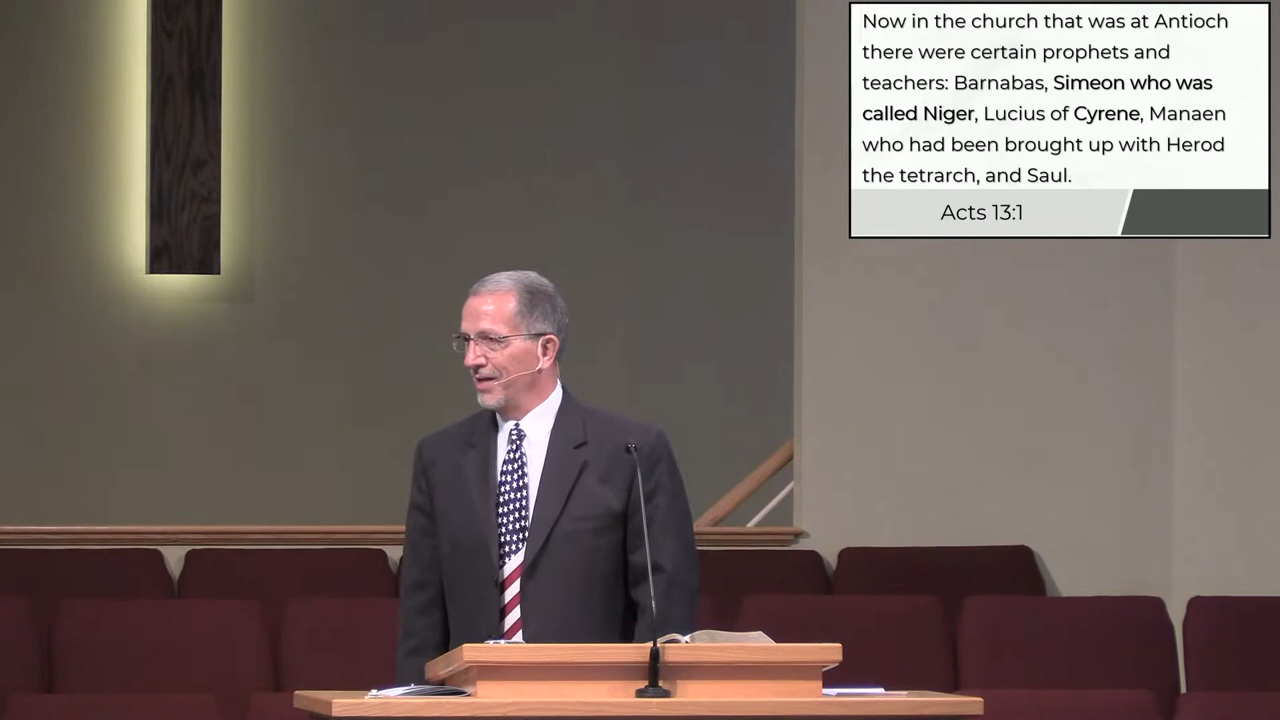 Now in the church that was at Antioch
there were certain prophets and
teachers: Barnabas, Simeon who was
called Niger, Lucius of Cyrene, Manaen
who had been brought up with Herod
the tetrarch, and Saul.
Acts 13:1